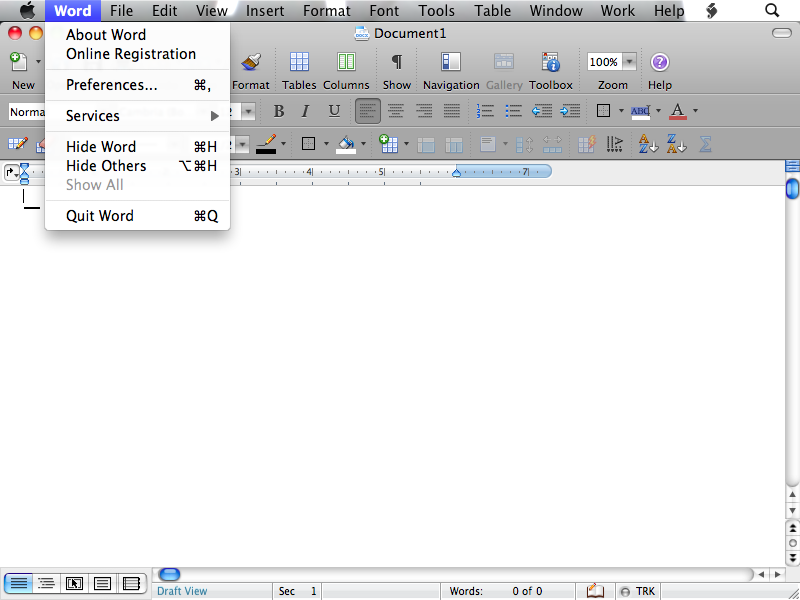 Word File Edit View Insert Format Font Tools Table Window Work Help
Document1
About Word
Online Registration
Preferences... ⌘,
Services
Hide Word ⌘H
Hide Others ⌥⌘H
Show All
Quit Word ⌘Q
New Format Tables Columns Show Navigation Gallery Toolbox Zoom Help
100%
Norma B I U ABC A
A Z Z A Σ
3 4 5 7
Draft View Sec 1 Words: 0 of 0 TRK